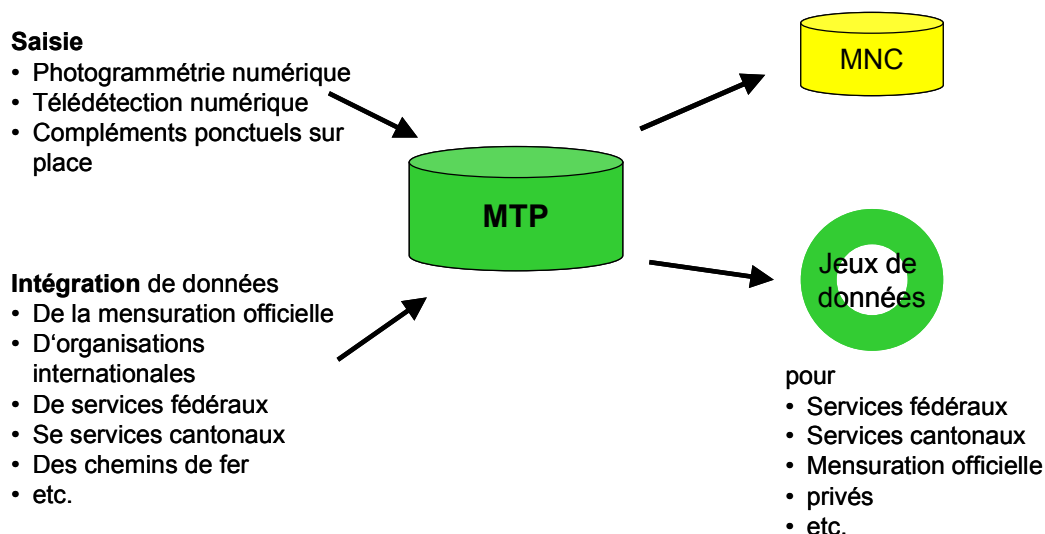 Saisie
• Photogrammétrie numérique
• Télédétection numérique
• Compléments ponctuels sur
place
Intégration de données
• De la mensuration officielle
• D‘organisations
internationales
• De services fédéraux
• Se services cantonaux
• Des chemins de fer
• etc.
MTP
MNC
Jeux de
données
pour
• Services fédéraux
• Services cantonaux
• Mensuration officielle
• privés
• etc.